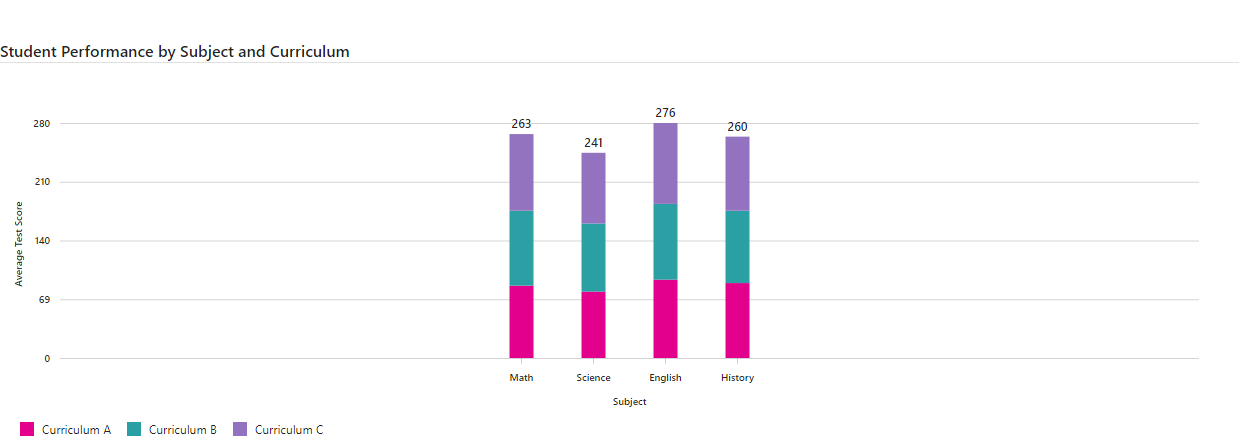 Student Performance by Subject and Curriculum
276
280
263
260
241
210
140
69
0
Average Test Score
Math Science English History
Subject
Curriculum A Curriculum B Curriculum C